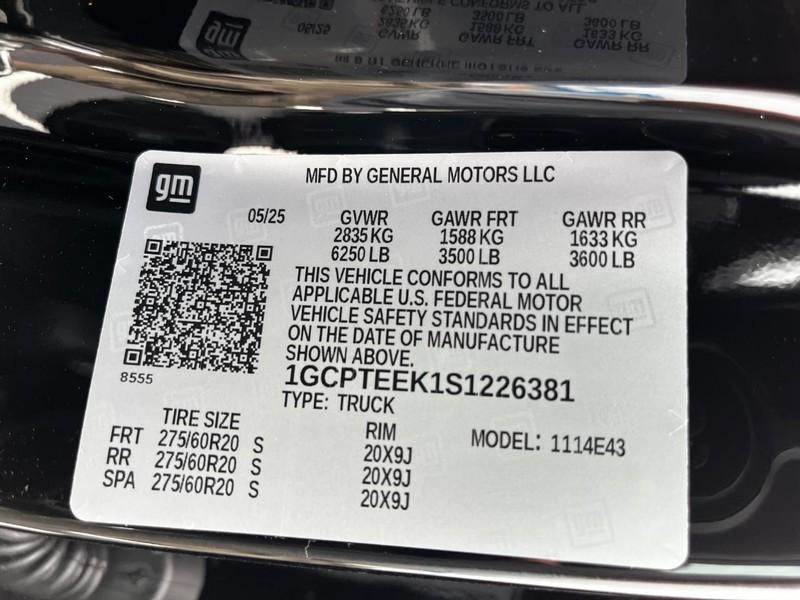 gm
MFD BY GENERAL MOTORS LLC
05/25
GVWR GAWR FRT GAWR RR
2835 KG 1588 KG 1633 KG
6250 LB 3500 LB 3600 LB
THIS VEHICLE CONFORMS TO ALL
APPLICABLE U.S. FEDERAL MOTOR
VEHICLE SAFETY STANDARDS IN EFFECT
ON THE DATE OF MANUFACTURE
SHOWN ABOVE.
8555
1GCPTEEK1S1226381
TYPE: TRUCK
TIRE SIZE RIM MODEL: 1114E43
FRT 275/60R20 S 20X9J
RR 275/60R20 S 20X9J
SPA 275/60R20 S 20X9J